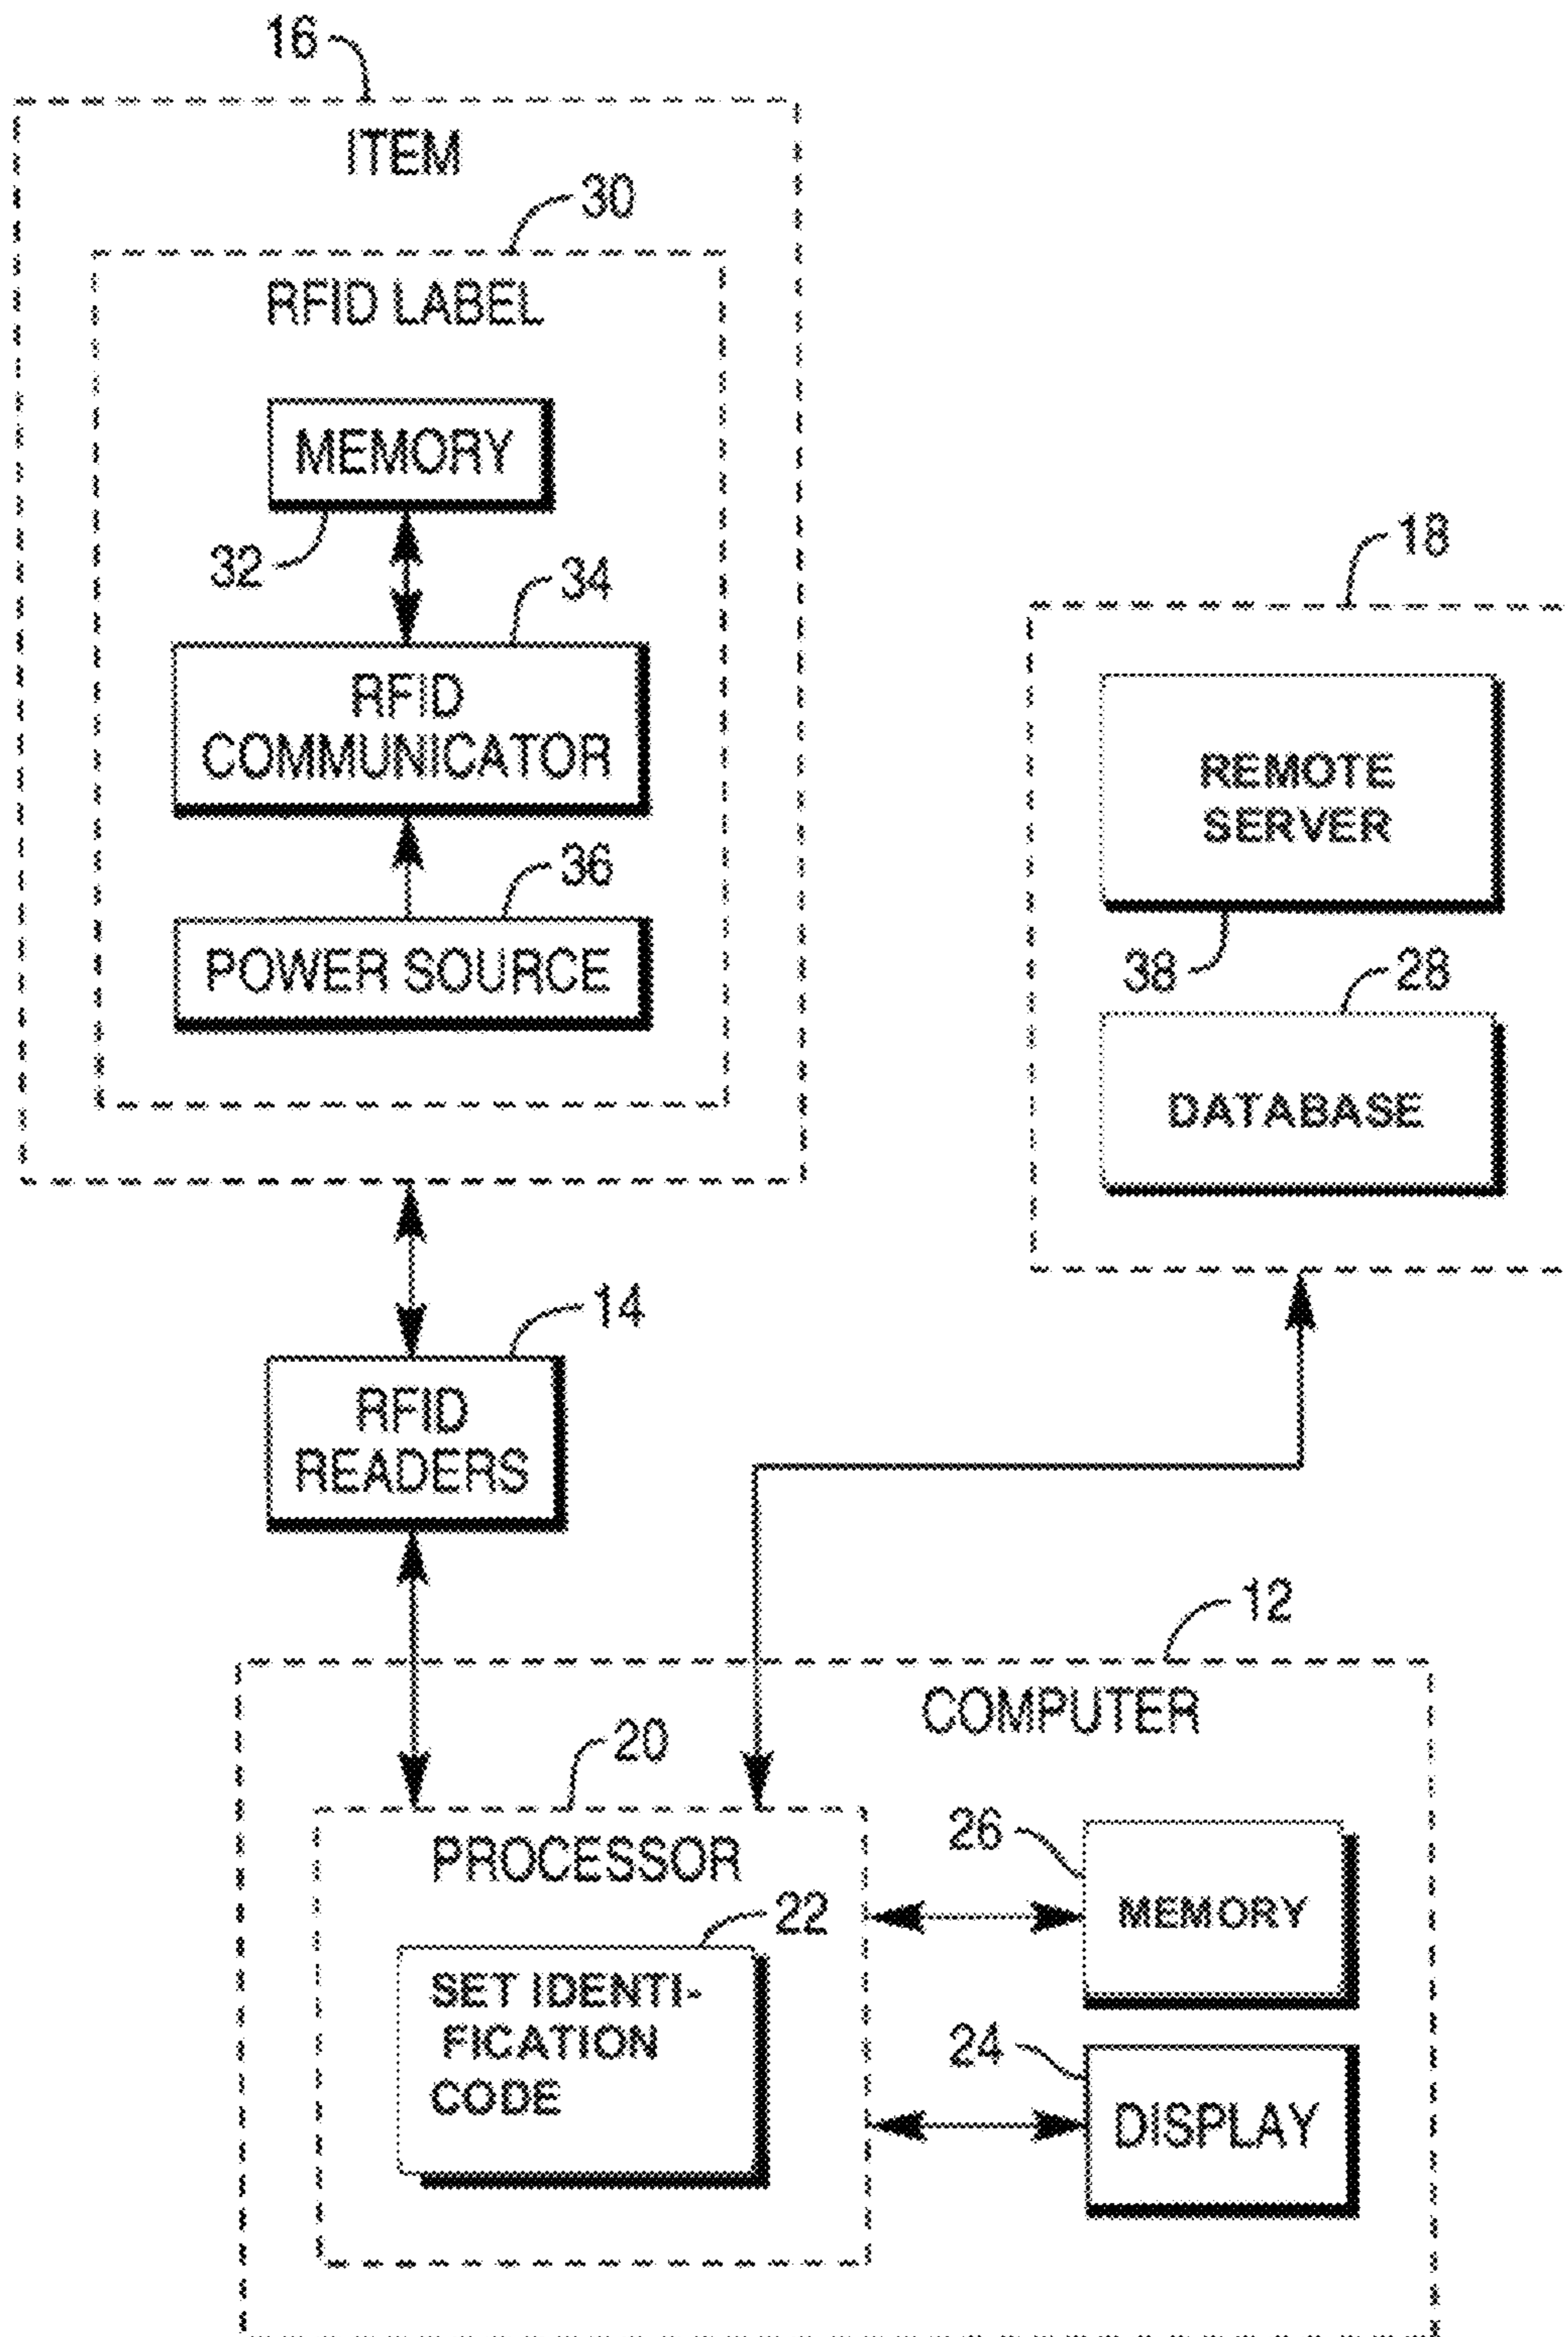 16
ITEM
30
RFID LABEL
MEMORY
32
34
RFID
COMMUNICATOR
36
POWER SOURCE
18
REMOTE
SERVER
38
28
DATABASE
14
RFID
READERS
12
COMPUTER
20
PROCESSOR
22
SET IDENTI-
FICATION
CODE
26
MEMORY
24
DISPLAY